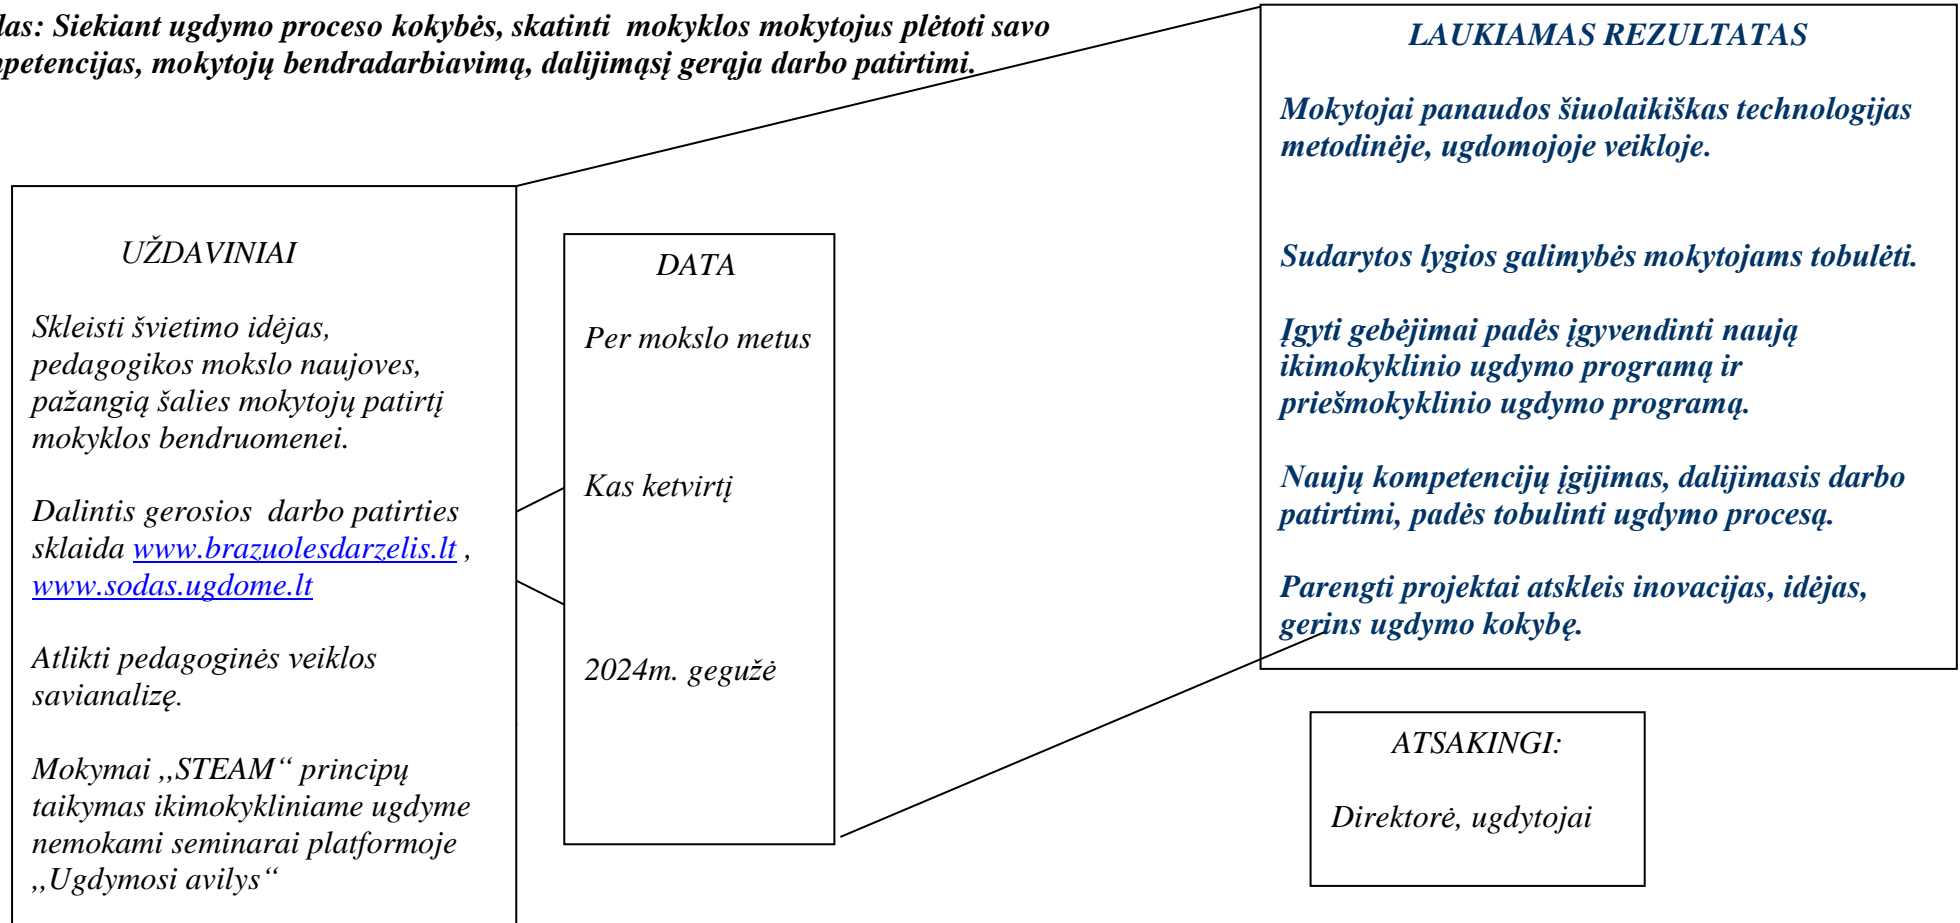 las: Siekiant ugdymo proceso kokybės, skatinti mokyklos mokytojus plėtoti savo
petencijas, mokytojų bendradarbiavimą, dalijimąsi gerąja darbo patirtimi.
UŽDAVINIAI
Skleisti švietimo idėjas,
pedagogikos mokslo naujoves,
pažangią šalies mokytojų patirtį
mokyklos bendruomenei.
Dalintis gerosios darbo patirties
sklaida www.brazuolesdarzelis.lt ,
www.sodas.ugdome.lt
Atlikti pedagoginės veiklos
savianalizę.
Mokymai ,,STEAM“ principų
taikymas ikimokykliniame ugdyme
nemokami seminarai platformoje
,,Ugdymosi avilys“
DATA
Per mokslo metus
Kas ketvirtį
2024m. gegužė
LAUKIAMAS REZULTATAS
Mokytojai panaudos šiuolaikiškas technologijas
metodinėje, ugdomojoje veikloje.
Sudarytos lygios galimybės mokytojams tobulėti.
Įgyti gebėjimai padės įgyvendinti naują
ikimokyklinio ugdymo programą ir
priešmokyklinio ugdymo programą.
Naujų kompetencijų įgijimas, dalijimasis darbo
patirtimi, padės tobulinti ugdymo procesą.
Parengti projektai atskleis inovacijas, idėjas,
gerins ugdymo kokybę.
ATSAKINGI:
Direktorė, ugdytojai